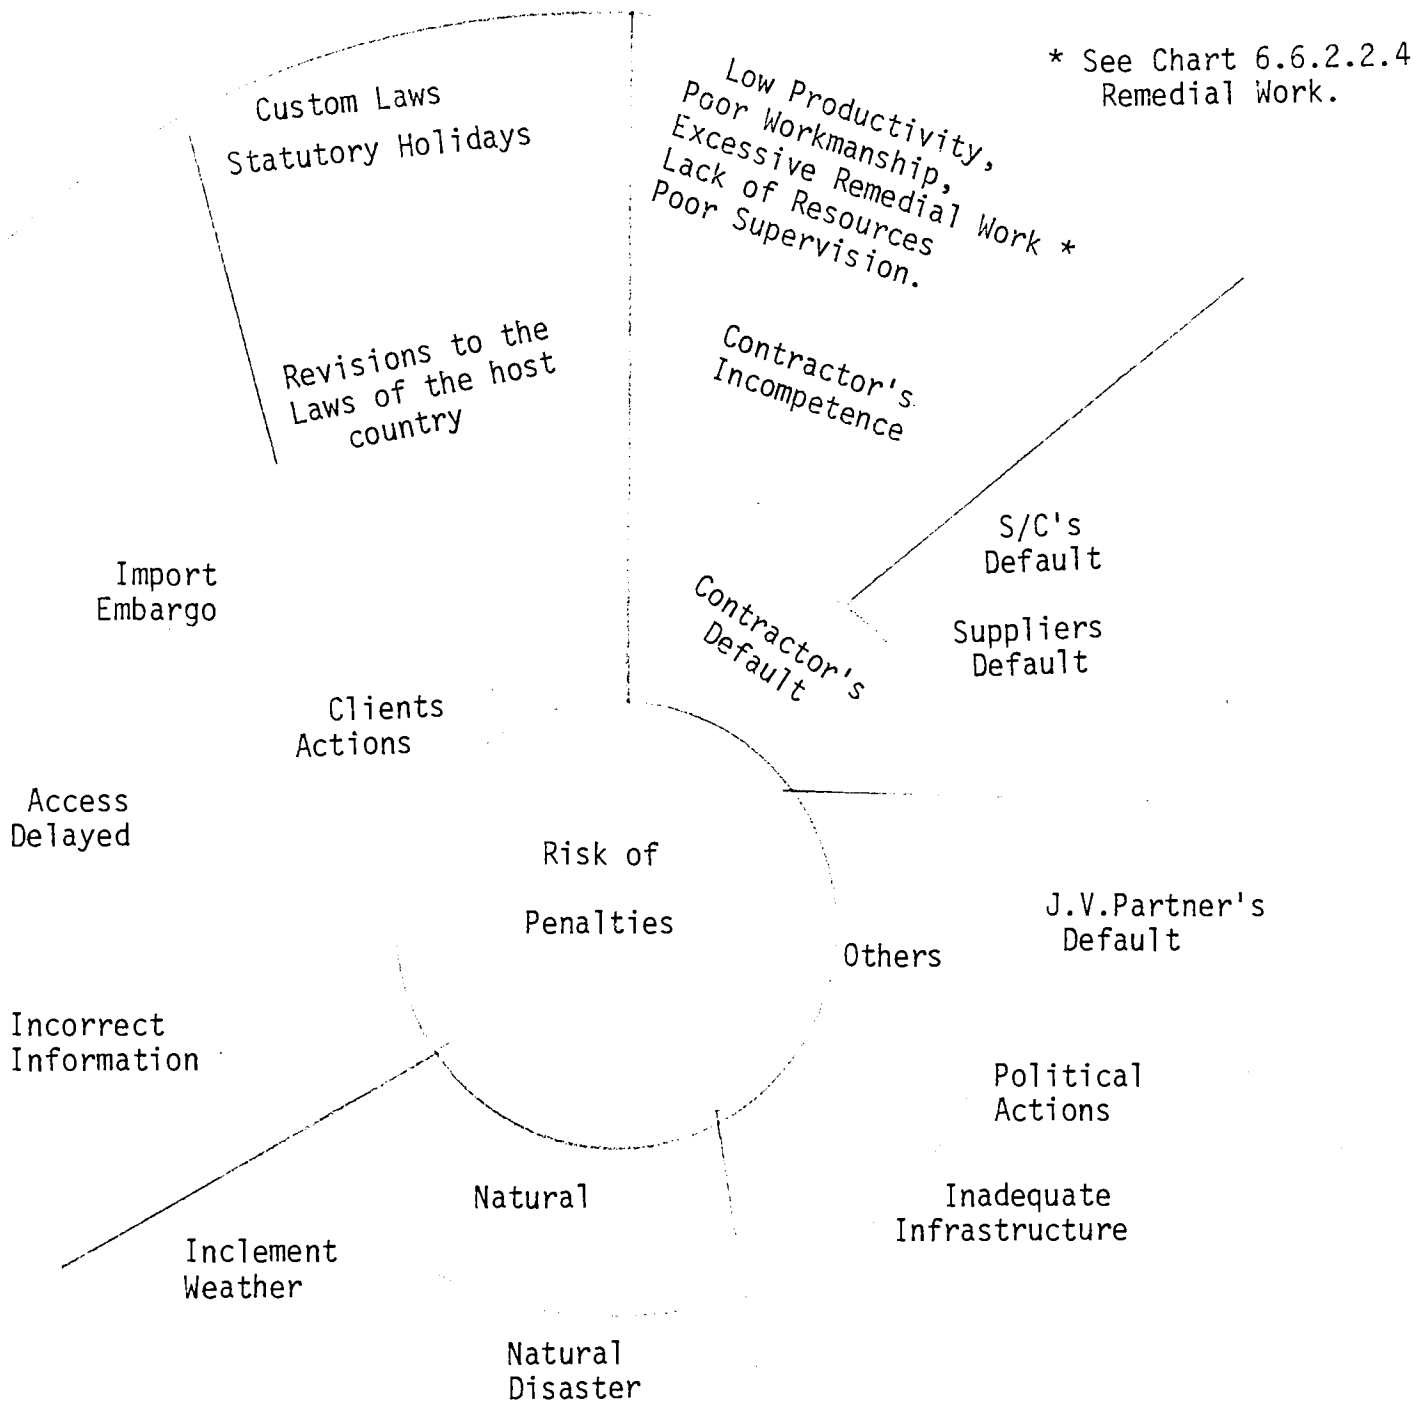 * See Chart 6.6.2.2.4
Remedial Work.
Custom Laws
Statutory Holidays
Low Productivity,
Poor Workmanship,
Excessive Remedial Work *
Lack of Resources
Poor Supervision.
Revisions to the
Laws of the host
country
Contractor's
Incompetence
S/C's
Default
Import
Embargo
Contractor's
Default
Suppliers
Default
Clients
Actions
Access
Delayed
Risk of
Penalties
J.V.Partner's
Default
Others
Incorrect
Information
Political
Actions
Natural
Inadequate
Infrastructure
Inclement
Weather
Natural
Disaster